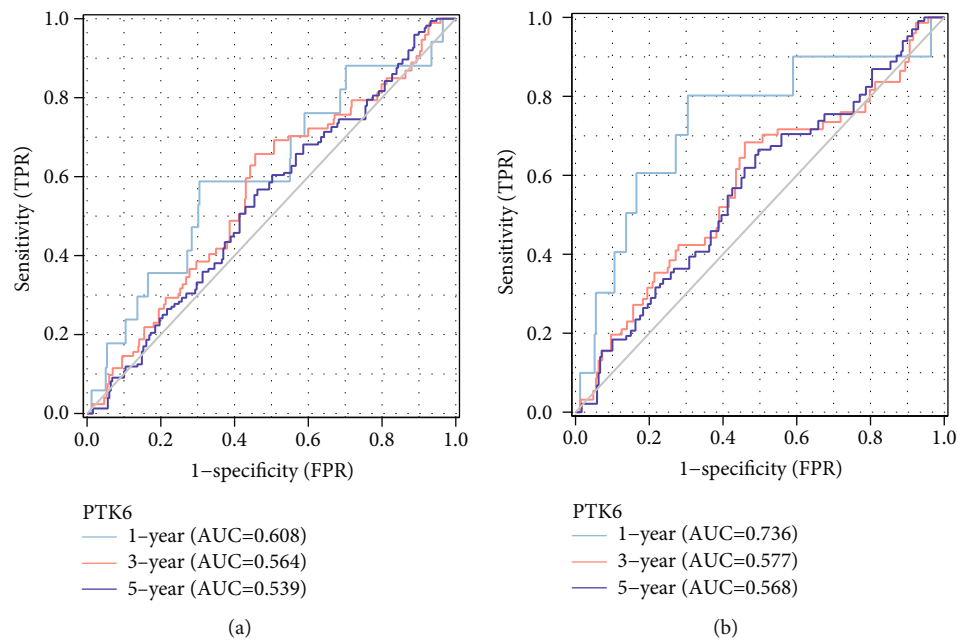 1.0
0.8
0.6
0.4
0.2
0.0
Sensitivity (TPR)
0.0 0.2 0.4 0.6 0.8 1.0
1−specificity (FPR)
PTK6
1−year (AUC=0.608)
3−year (AUC=0.564)
5−year (AUC=0.539)
(a)
1.0
0.8
0.6
0.4
0.2
0.0
Sensitivity (TPR)
0.0 0.2 0.4 0.6 0.8 1.0
1−specificity (FPR)
PTK6
1−year (AUC=0.736)
3−year (AUC=0.577)
5−year (AUC=0.568)
(b)